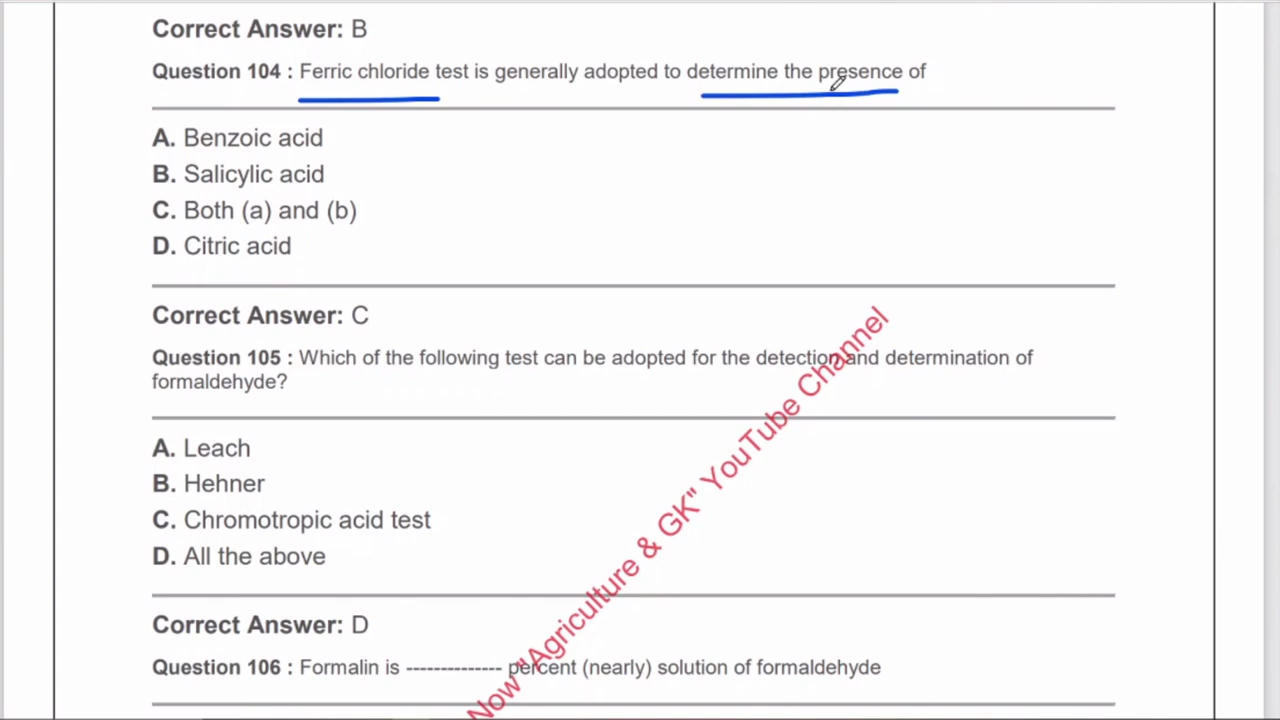 Correct Answer: B
Question 104 : Ferric chloride test is generally adopted to determine the presence of
A. Benzoic acid
B. Salicylic acid
C. Both (a) and (b)
D. Citric acid
Correct Answer: C
Question 105 : Which of the following test can be adopted for the detection and determination of
formaldehyde?
A. Leach
B. Hehner
C. Chromotropic acid test
D. All the above
Correct Answer: D
Question 106 : Formalin is -------------- percent (nearly) solution of formaldehyde
Now "Agriculture & GK" YouTube Channel